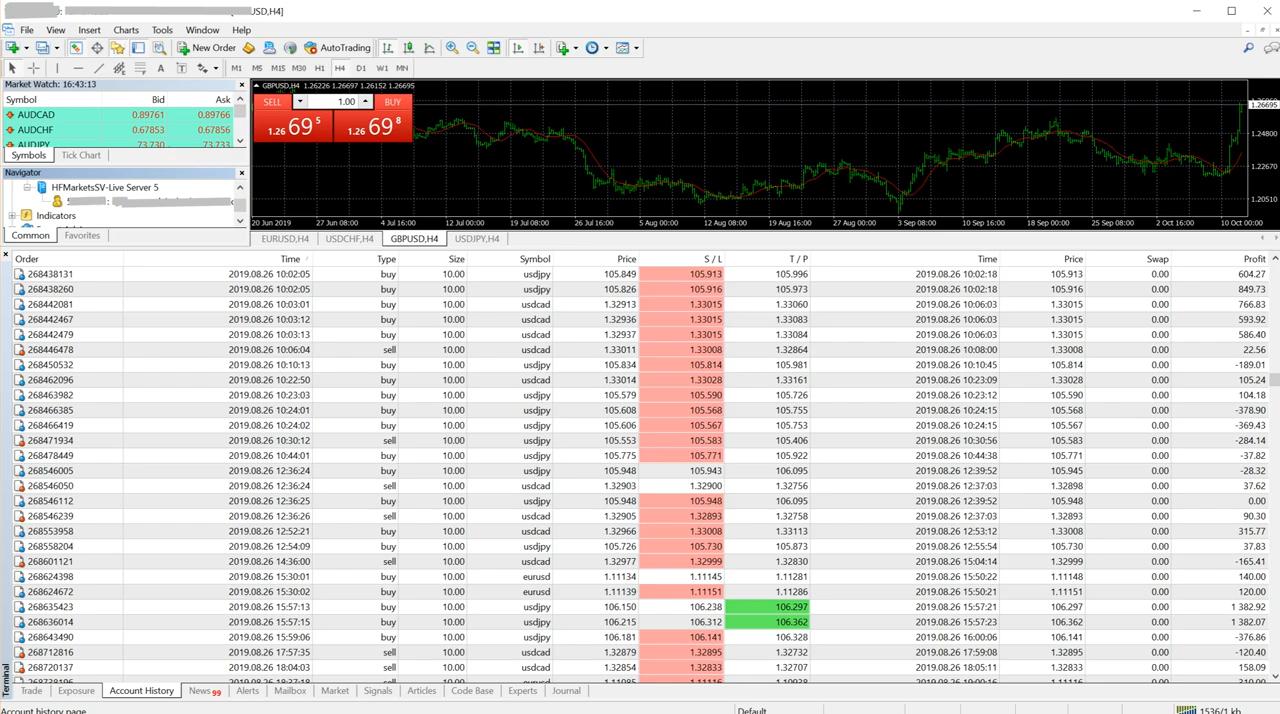 USD,H4]
File View Insert Charts Tools Window Help
New Order AutoTrading
M1 M5 M15 M30 H1 H4 D1 W1 MN
Market Watch: 16:43:13
Symbol Bid Ask
AUDCAD 0.89761 0.89766
AUDCHF 0.67853 0.67856
AUDJPY 73.730 73.733
Symbols Tick Chart
Navigator
HFMarketsSV-Live Server 5
Indicators
Common Favorites
GBPUSD,H4 1.26226 1.26697 1.26152 1.26695
SELL 1.00 BUY
1.26 69 5 1.26 69 8
1.26695
1.24800
1.22670
1.20510
20 Jun 2019 27 Jun 08:00 4 Jul 16:00 12 Jul 00:00 19 Jul 08:00 26 Jul 16:00 5 Aug 00:00 12 Aug 08:00 19 Aug 16:00 27 Aug 00:00 3 Sep 08:00 10 Sep 16:00 18 Sep 00:00 25 Sep 08:00 2 Oct 16:00 10 Oct 00:00
EURUSD,H4 USDCHF,H4 GBPUSD,H4 USDJPY,H4
Order Time Type Size Symbol Price S / L T / P Time Price Swap Profit
268438131 2019.08.26 10:02:05 buy 10.00 usdjpy 105.849 105.913 105.996 2019.08.26 10:02:18 105.913 0.00 604.27
268438260 2019.08.26 10:02:05 buy 10.00 usdjpy 105.826 105.916 105.973 2019.08.26 10:02:18 105.916 0.00 849.73
268442081 2019.08.26 10:03:01 buy 10.00 usdcad 1.32913 1.33015 1.33060 2019.08.26 10:06:03 1.33015 0.00 766.83
268442467 2019.08.26 10:03:12 buy 10.00 usdcad 1.32936 1.33015 1.33083 2019.08.26 10:06:03 1.33015 0.00 593.92
268442479 2019.08.26 10:03:13 buy 10.00 usdcad 1.32937 1.33015 1.33084 2019.08.26 10:06:03 1.33015 0.00 586.40
268446478 2019.08.26 10:06:04 sell 10.00 usdcad 1.33011 1.33008 1.32864 2019.08.26 10:08:00 1.33008 0.00 22.56
268450532 2019.08.26 10:10:13 buy 10.00 usdjpy 105.834 105.814 105.981 2019.08.26 10:10:45 105.814 0.00 -189.01
268462096 2019.08.26 10:22:50 buy 10.00 usdcad 1.33014 1.33028 1.33161 2019.08.26 10:23:09 1.33028 0.00 105.24
268463982 2019.08.26 10:23:03 buy 10.00 usdjpy 105.579 105.590 105.726 2019.08.26 10:23:12 105.590 0.00 104.18
268466385 2019.08.26 10:24:01 buy 10.00 usdjpy 105.608 105.568 105.755 2019.08.26 10:24:15 105.568 0.00 -378.90
268466419 2019.08.26 10:24:02 buy 10.00 usdjpy 105.606 105.567 105.753 2019.08.26 10:24:15 105.567 0.00 -369.43
268471934 2019.08.26 10:30:12 sell 10.00 usdjpy 105.553 105.583 105.406 2019.08.26 10:30:56 105.583 0.00 -284.14
268478449 2019.08.26 10:44:01 buy 10.00 usdjpy 105.775 105.771 105.922 2019.08.26 10:44:38 105.771 0.00 -37.82
268546005 2019.08.26 12:36:24 buy 10.00 usdjpy 105.948 105.943 106.095 2019.08.26 12:39:52 105.945 0.00 -28.32
268546050 2019.08.26 12:36:24 sell 10.00 usdcad 1.32903 1.32900 1.32756 2019.08.26 12:37:03 1.32898 0.00 37.62
268546112 2019.08.26 12:36:25 buy 10.00 usdjpy 105.948 105.948 106.095 2019.08.26 12:39:52 105.948 0.00 0.00
268546239 2019.08.26 12:36:26 sell 10.00 usdcad 1.32905 1.32893 1.32758 2019.08.26 12:37:03 1.32893 0.00 90.30
268553958 2019.08.26 12:52:21 buy 10.00 usdcad 1.32966 1.33008 1.33113 2019.08.26 12:53:12 1.33008 0.00 315.77
268558204 2019.08.26 12:54:09 buy 10.00 usdjpy 105.726 105.730 105.873 2019.08.26 12:55:54 105.730 0.00 37.83
268601121 2019.08.26 14:36:00 sell 10.00 usdcad 1.32977 1.32999 1.32830 2019.08.26 15:04:14 1.32999 0.00 -165.41
268624398 2019.08.26 15:30:01 buy 10.00 eurusd 1.11134 1.11145 1.11281 2019.08.26 15:50:22 1.11148 0.00 140.00
268624672 2019.08.26 15:30:02 buy 10.00 eurusd 1.11139 1.11151 1.11286 2019.08.26 15:50:21 1.11151 0.00 120.00
268635423 2019.08.26 15:57:13 buy 10.00 usdjpy 106.150 106.238 106.297 2019.08.26 15:57:21 106.297 0.00 1 382.92
268636014 2019.08.26 15:57:15 buy 10.00 usdjpy 106.215 106.312 106.362 2019.08.26 15:57:23 106.362 0.00 1 382.07
268643490 2019.08.26 15:59:06 buy 10.00 usdjpy 106.181 106.141 106.328 2019.08.26 16:00:06 106.141 0.00 -376.86
268712816 2019.08.26 17:57:35 sell 10.00 usdcad 1.32879 1.32895 1.32732 2019.08.26 17:59:08 1.32895 0.00 -120.40
268720137 2019.08.26 18:04:03 sell 10.00 usdcad 1.32854 1.32833 1.32707 2019.08.26 18:05:11 1.32833 0.00 158.09
Terminal
Trade Exposure Account History News 99 Alerts Mailbox Market Signals Articles Code Base Experts Journal
Account history page Default 1536/1 kb